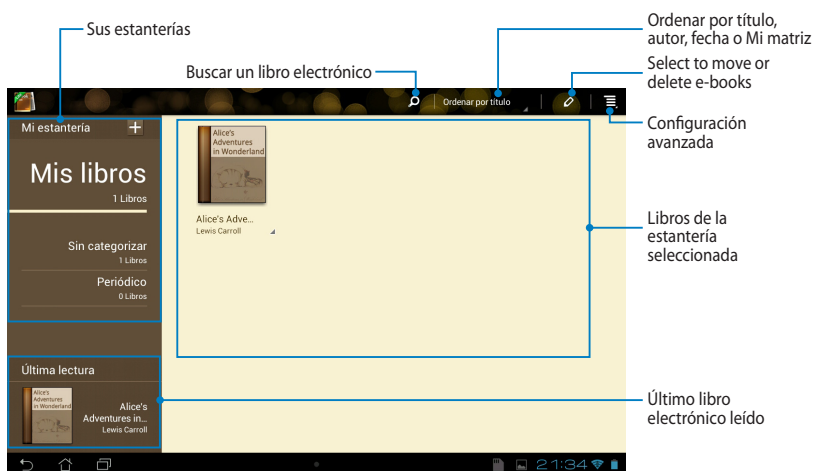 Sus estanterías
Buscar un libro electrónico
Ordenar por título,
autor, fecha o Mi matriz
Select to move or
delete e-books
Ordenar por título
Configuración
avanzada
Mi estantería
Mis libros
1 Libros
Sin categorizar
1 Libros
Periódico
0 Libros
Alice's
Adventures
in Wonderland
Alice's Adve...
Lewis Carroll
Libros de la
estantería
seleccionada
Última lectura
Alice's
Adventures
in Wonderland
Alice's
Adventures in...
Lewis Carroll
Último libro
electrónico leído
21:34